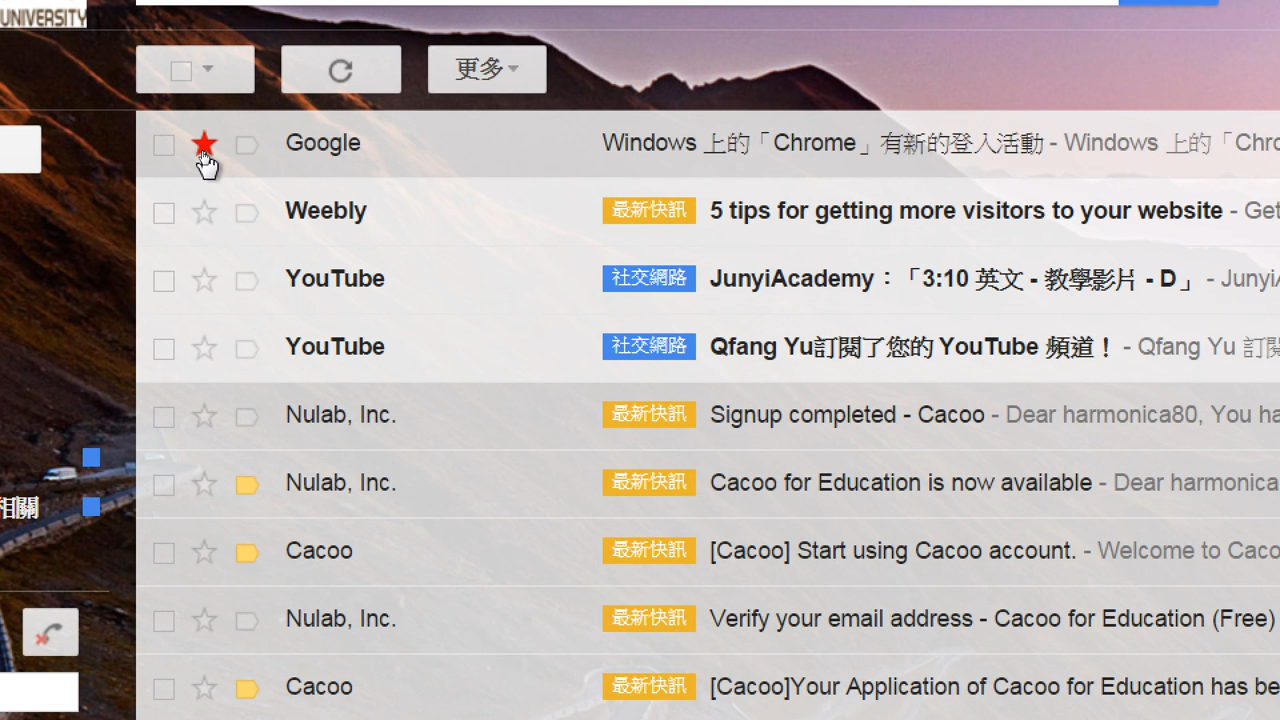 UNIVERSITY
更多
Google Windows 上的「Chrome」有新的登入活動 - Windows 上的「Chro
Weebly 最新快訊 5 tips for getting more visitors to your website - Get
YouTube 社交網路 JunyiAcademy：「3:10 英文 - 教學影片 - D」 - JunyiA
YouTube 社交網路 Qfang Yu訂閱了您的 YouTube 頻道！ - Qfang Yu 訂閱
Nulab, Inc. 最新快訊 Signup completed - Cacoo - Dear harmonica80, You ha
Nulab, Inc. 最新快訊 Cacoo for Education is now available - Dear harmonica
相關
Cacoo 最新快訊 [Cacoo] Start using Cacoo account. - Welcome to Caco
Nulab, Inc. 最新快訊 Verify your email address - Cacoo for Education (Free)
Cacoo 最新快訊 [Cacoo]Your Application of Cacoo for Education has be